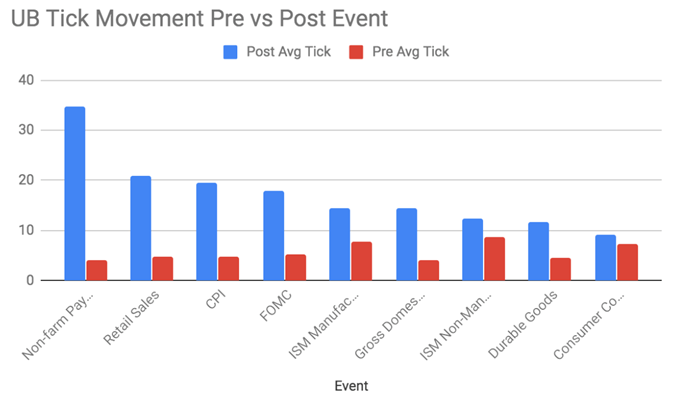 UB Tick Movement Pre vs Post Event
Post Avg Tick Pre Avg Tick
40
30
20
10
0
Non-farm Pay...
Retail Sales
CPI
FOMC
ISM Manufac...
Gross Domes...
ISM Non-Man...
Durable Goods
Consumer Co...
Event